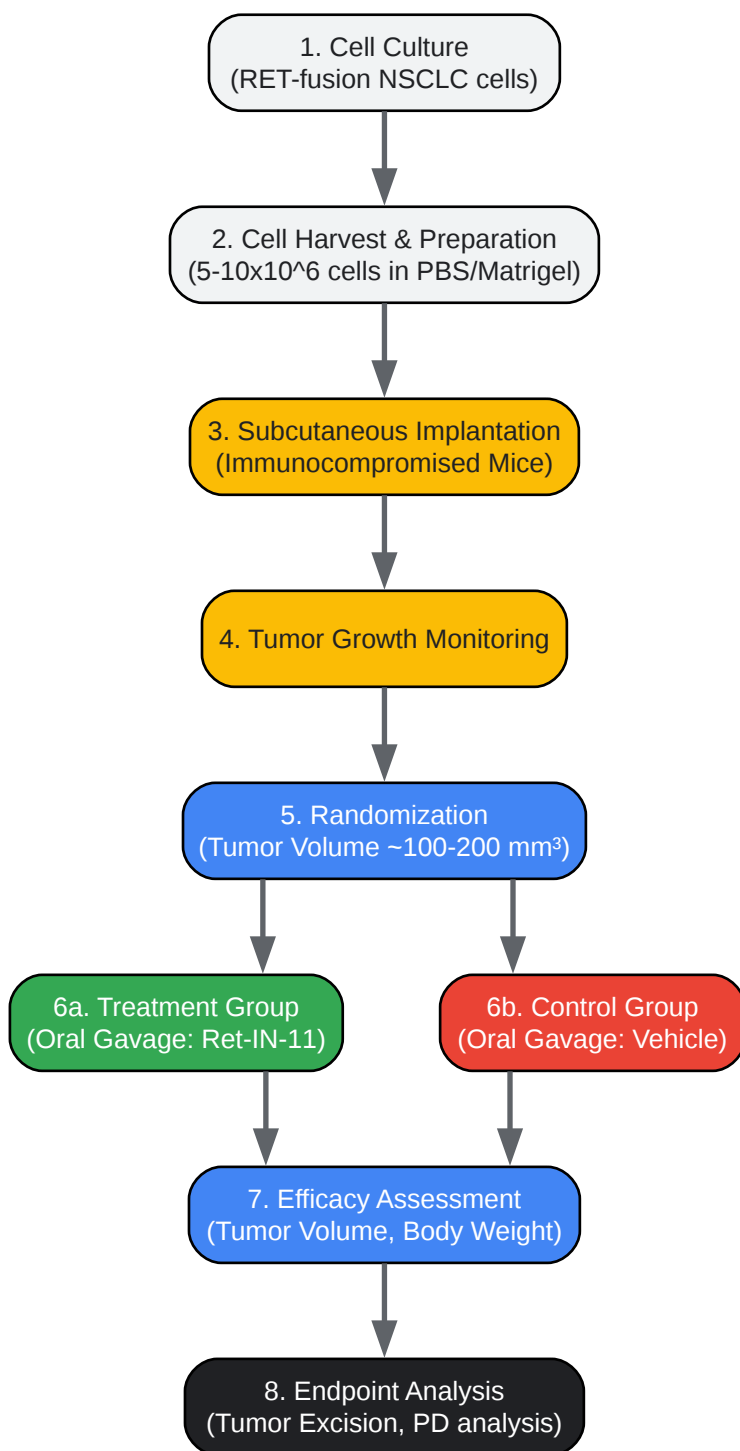 1. Cell Culture
(RET-fusion NSCLC cells)
2. Cell Harvest & Preparation
(5-10x10^6 cells in PBS/Matrigel)
3. Subcutaneous Implantation
(Immunocompromised Mice)
4. Tumor Growth Monitoring
5. Randomization
(Tumor Volume ~100-200 mm³)
6a. Treatment Group
(Oral Gavage: Ret-IN-11)
6b. Control Group
(Oral Gavage: Vehicle)
7. Efficacy Assessment
(Tumor Volume, Body Weight)
8. Endpoint Analysis
(Tumor Excision, PD analysis)